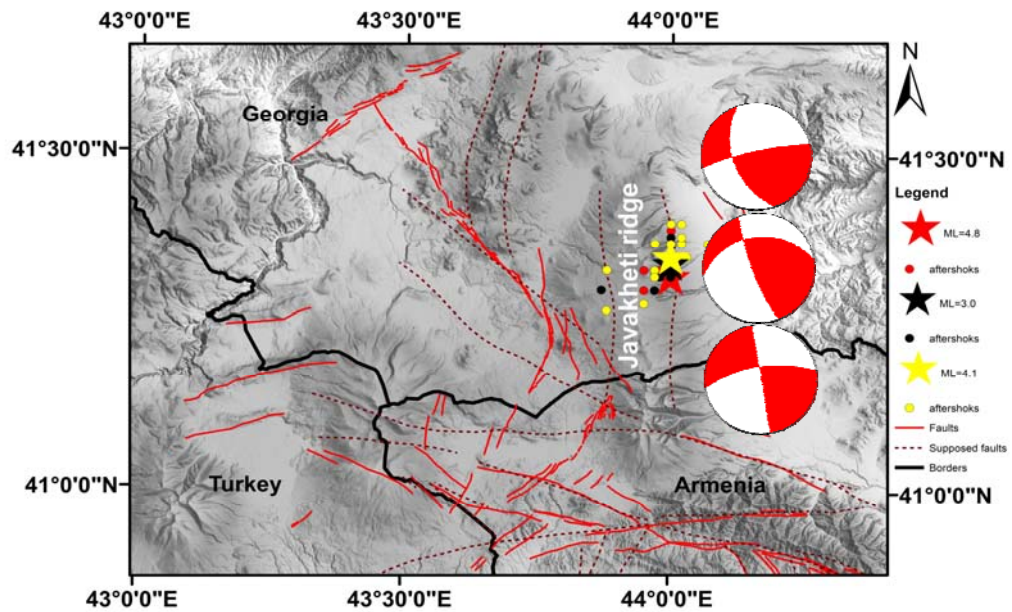 43°0'0"E 43°30'0"E 44°0'0"E
N
Georgia
41°30'0"N 41°30'0"N
Legend
Javakheti ridge
ML=4.8
aftershoks
ML=3.0
aftershoks
ML=4.1
aftershoks
Faults
Supposed faults
Borders
Turkey Armenia
41°0'0"N 41°0'0"N
43°0'0"E 43°30'0"E 44°0'0"E